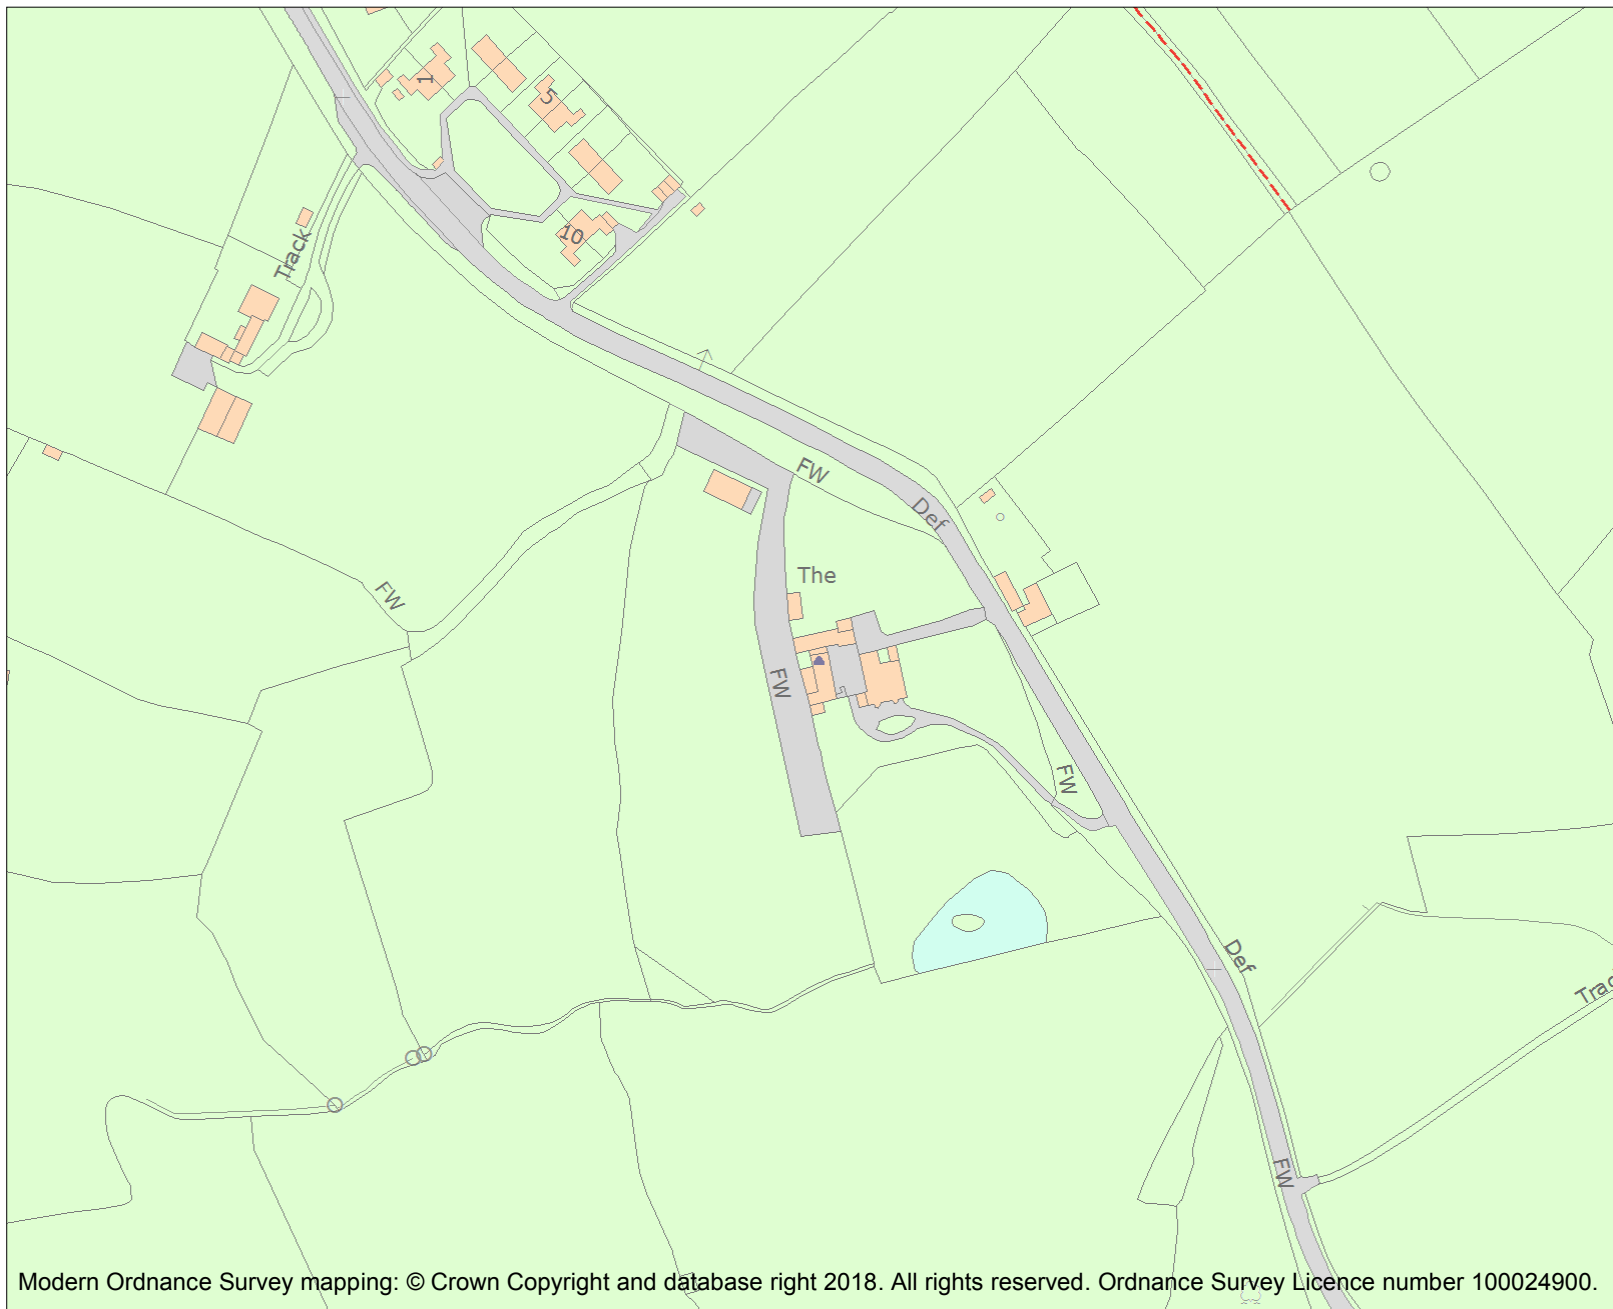 1
5
10
Track
FW
Def
The
FW
FW
FW
Def
Trac
FW
Modern Ordnance Survey mapping: © Crown Copyright and database right 2018. All rights reserved. Ordnance Survey Licence number 100024900.